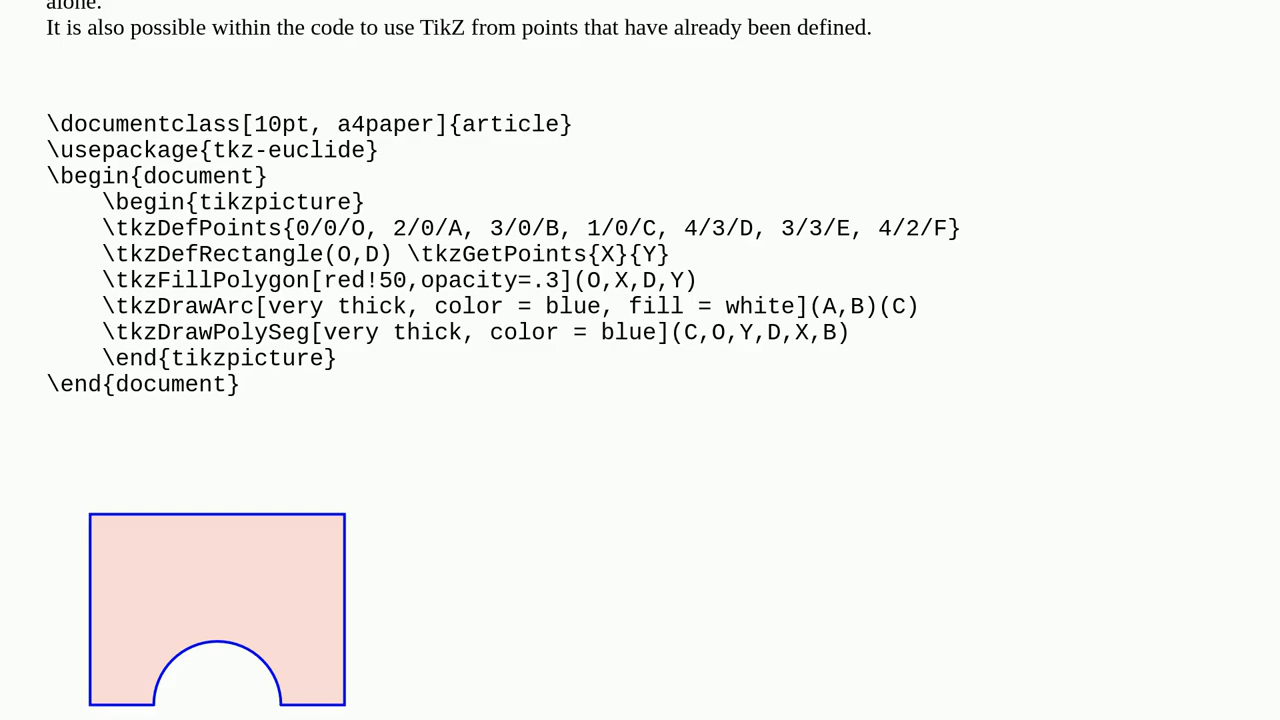 alone.
It is also possible within the code to use TikZ from points that have already been defined.
\documentclass[10pt, a4paper]{article}
\usepackage{tkz-euclide}
\begin{document}
    \begin{tikzpicture}
    \tkzDefPoints{0/0/O, 2/0/A, 3/0/B, 1/0/C, 4/3/D, 3/3/E, 4/2/F}
    \tkzDefRectangle(O,D) \tkzGetPoints{X}{Y}
    \tkzFillPolygon[red!50,opacity=.3](O,X,D,Y)
    \tkzDrawArc[very thick, color = blue, fill = white](A,B)(C)
    \tkzDrawPolySeg[very thick, color = blue](C,O,Y,D,X,B)
    \end{tikzpicture}
\end{document}